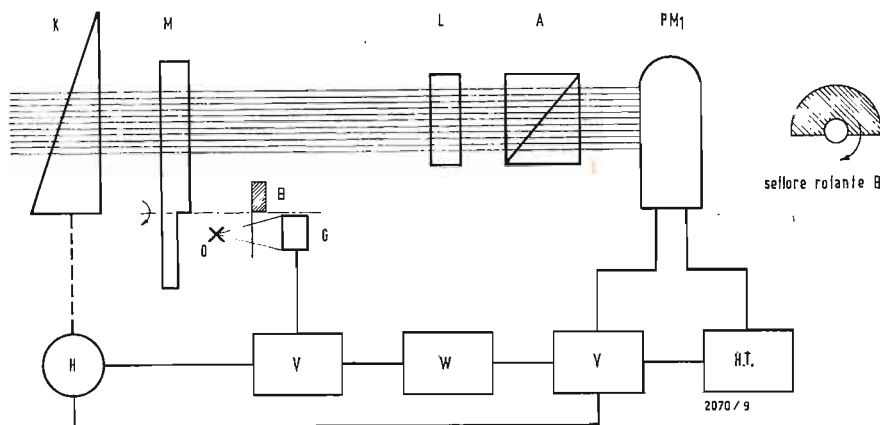 K M L A PM1
B
settore rotante B
Q G
H V W V H.T.
2070/9